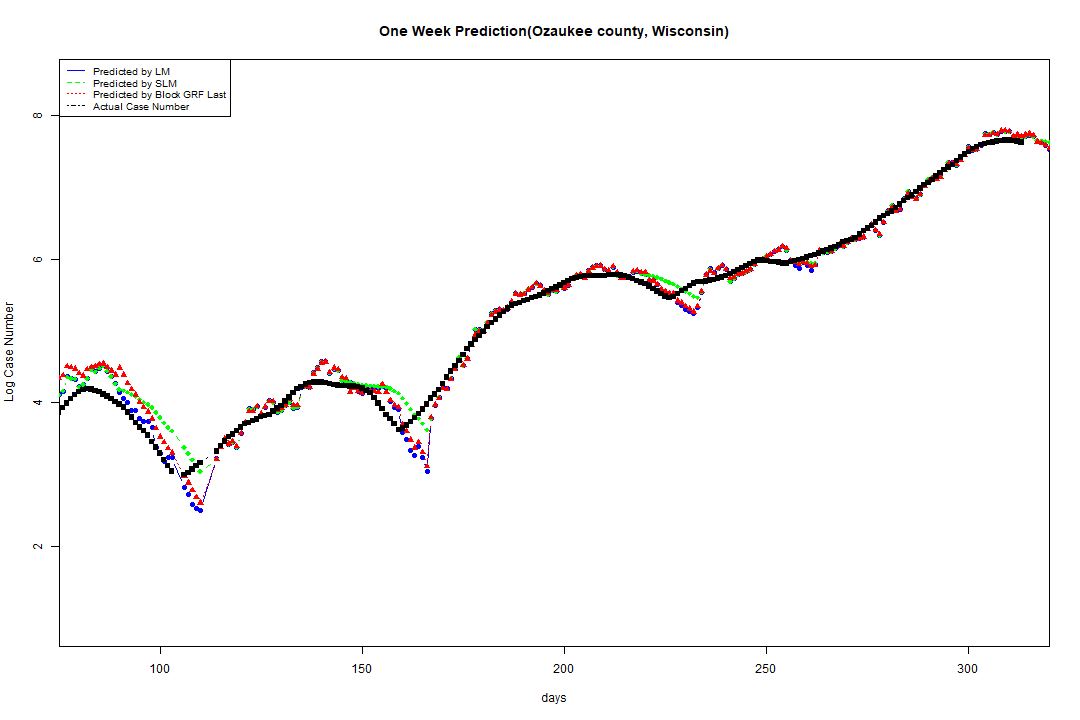 One Week Prediction(Ozaukee county, Wisconsin)
Predicted by LM
Predicted by SLM
Predicted by Block GRF Last
Actual Case Number
8
6
4
2
Log Case Number
100 150 200 250 300
days